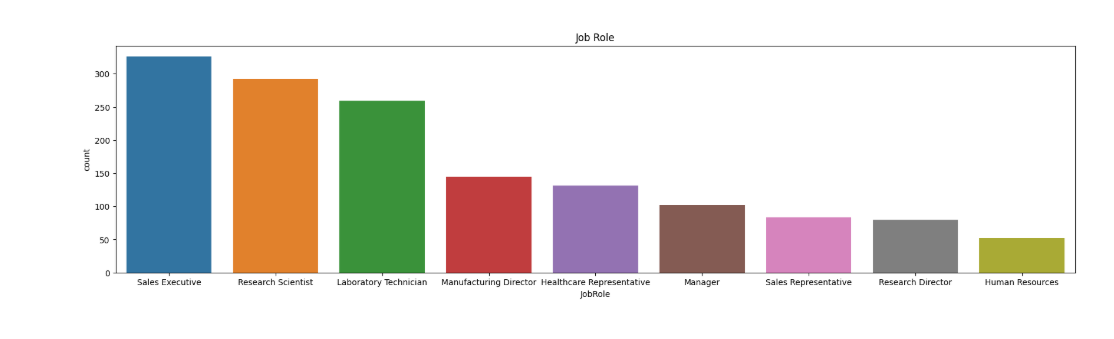 Job Role
300
250
200
150
100
50
0
count
Sales Executive Research Scientist Laboratory Technician Manufacturing Director Healthcare Representative Manager Sales Representative Research Director Human Resources
JobRole